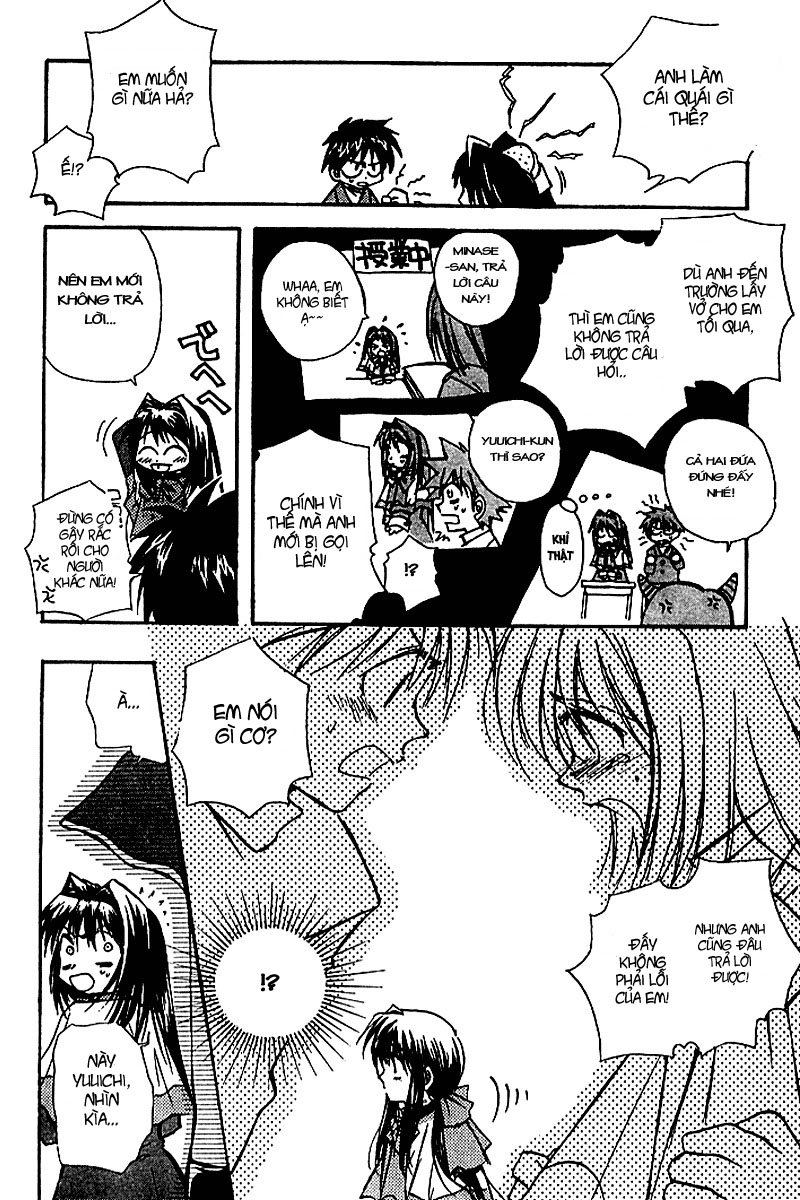 ANH LÀM
CÁI QUÁI GÌ
THẾ?
EM MUỐN
GÌ NỮA HẢ?
Ế!?
DÙ ANH ĐẾN
TRƯỜNG LẤY
VỞ CHO EM
TỐI QUA,
THÌ EM CŨNG
KHÔNG TRẢ
LỜI ĐƯỢC CÂU
HỎI..
MINASE
-SAN, TRẢ
LỜI CÂU
NÀY!
授業中
WHAA, EM
KHÔNG BIẾT
Ạ~~
CẢ HAI ĐỨA
ĐỨNG ĐẤY
NHÉ!
KHỈ
THẬT
YUUICHI-KUN
THÌ SAO?
!?
CHÍNH VÌ
THẾ MÀ ANH
MỚI BỊ GỌI
LÊN!
NÊN EM MỚI
KHÔNG TRẢ
LỜI...
でへへ
ĐỪNG CÓ
GÂY RẮC
RỐI CHO
NGƯỜI
KHÁC NỮA!
NHƯNG ANH
CŨNG ĐÂU
TRẢ LỜI
ĐƯỢC!
ĐẤY
KHÔNG
PHẢI LỖI
CỦA EM!
EM NÓI
GÌ CƠ?
!?
À...
NÀY
YUUICHI,
NHÌN
KÌA...